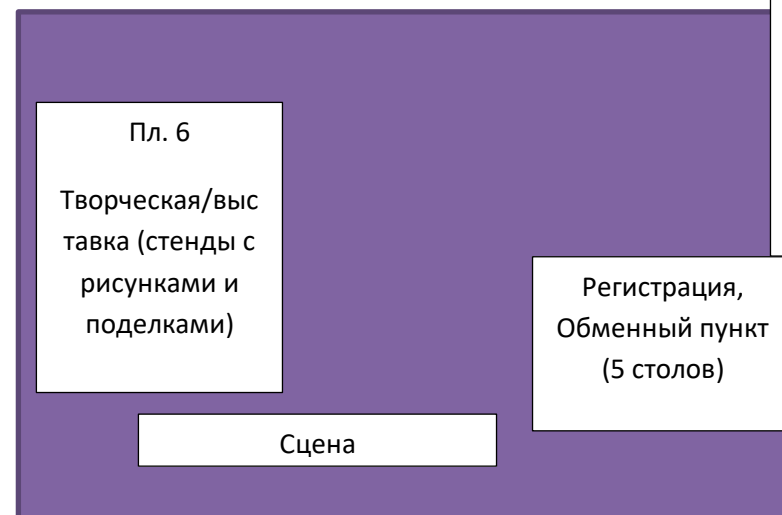 Пл. 6
Творческая/выс
тавка (стенды с
рисунками и
поделками)
Регистрация,
Обменный пункт
(5 столов)
Сцена